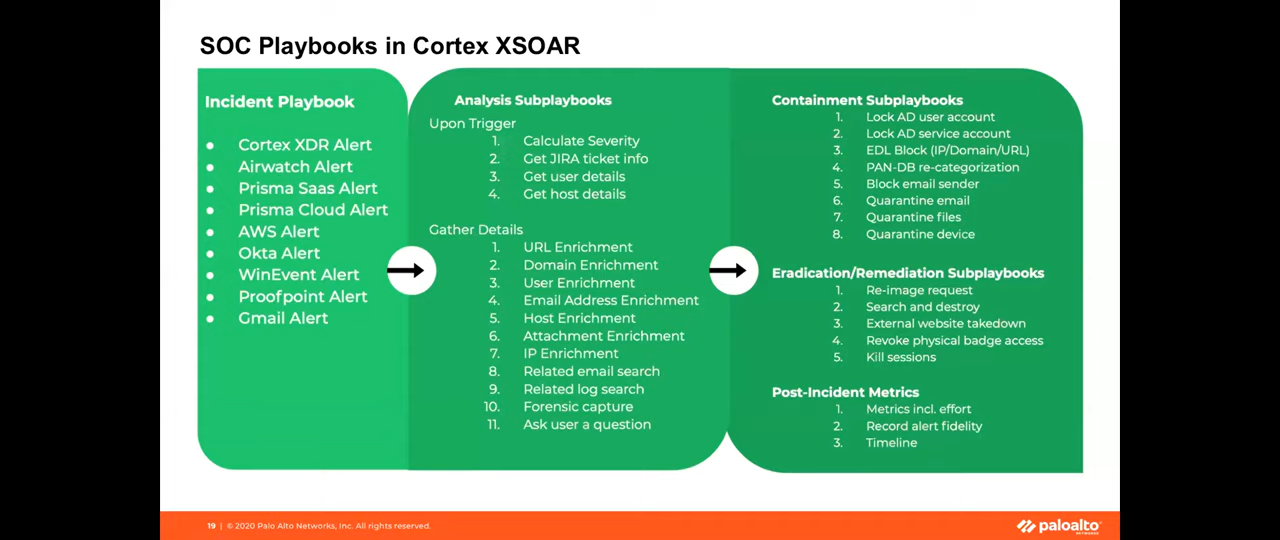 SOC Playbooks in Cortex XSOAR
Incident Playbook
● Cortex XDR Alert
● Airwatch Alert
● Prisma Saas Alert
● Prisma Cloud Alert
● AWS Alert
● Okta Alert
● WinEvent Alert
● Proofpoint Alert
● Gmail Alert
Analysis Subplaybooks
Upon Trigger
1. Calculate Severity
2. Get JIRA ticket info
3. Get user details
4. Get host details
Gather Details
1. URL Enrichment
2. Domain Enrichment
3. User Enrichment
4. Email Address Enrichment
5. Host Enrichment
6. Attachment Enrichment
7. IP Enrichment
8. Related email search
9. Related log search
10. Forensic capture
11. Ask user a question
Containment Subplaybooks
1. Lock AD user account
2. Lock AD service account
3. EDL Block (IP/Domain/URL)
4. PAN-DB re-categorization
5. Block email sender
6. Quarantine email
7. Quarantine files
8. Quarantine device
Eradication/Remediation Subplaybooks
1. Re-image request
2. Search and destroy
3. External website takedown
4. Revoke physical badge access
5. Kill sessions
Post-Incident Metrics
1. Metrics incl. effort
2. Record alert fidelity
3. Timeline
19 | © 2020 Palo Alto Networks, Inc. All rights reserved.
paloalto
NETWORKS